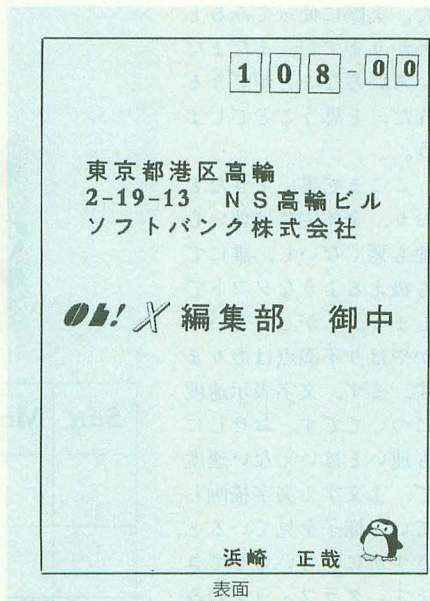 108-00
東京都港区高輪
2-19-13 NS高輪ビル
ソフトバンク株式会社
Oh!X 編集部 御中
浜崎 正哉
表面